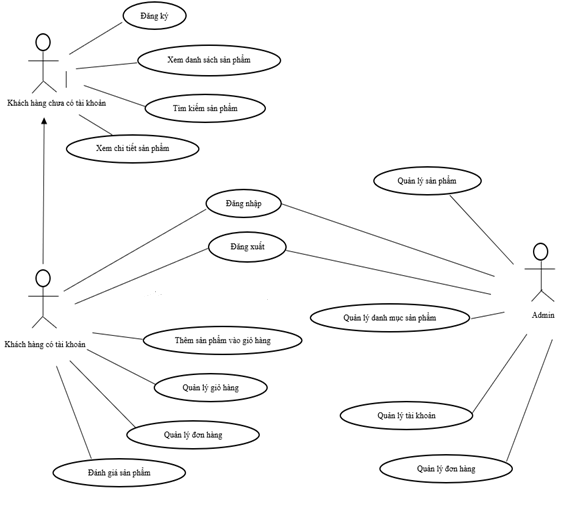 Đăng ký
Xem danh sách sản phẩm
Khách hàng chưa có tài khoản
Tìm kiếm sản phẩm
Xem chi tiết sản phẩm
Quản lý sản phẩm
Đăng nhập
Đăng xuất
Admin
Quản lý danh mục sản phẩm
Khách hàng có tài khoản
Thêm sản phẩm vào giỏ hàng
Quản lý giỏ hàng
Quản lý tài khoản
Quản lý đơn hàng
Quản lý đơn hàng
Đánh giá sản phẩm